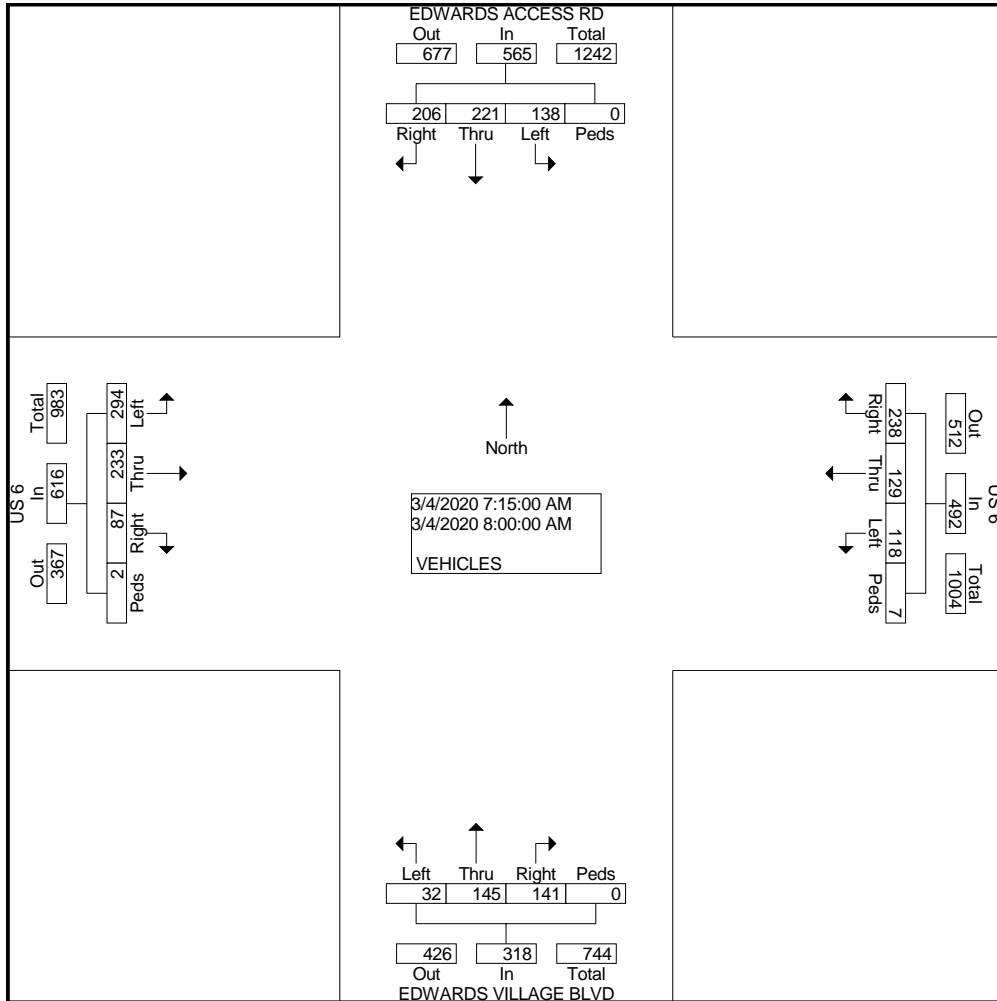 EDWARDS ACCESS RD
Out In Total
677 565 1242
206 221 138 0
Right Thru Left Peds
US 6
Total In Out
983 616 367
294 233 87 2
Left Thru Right Peds
North
3/4/2020 7:15:00 AM
3/4/2020 8:00:00 AM
VEHICLES
US 6
Out In Total
512 492 1004
238 129 118 7
Right Thru Left Peds
Left Thru Right Peds
32 145 141 0
426 318 744
Out In Total
EDWARDS VILLAGE BLVD